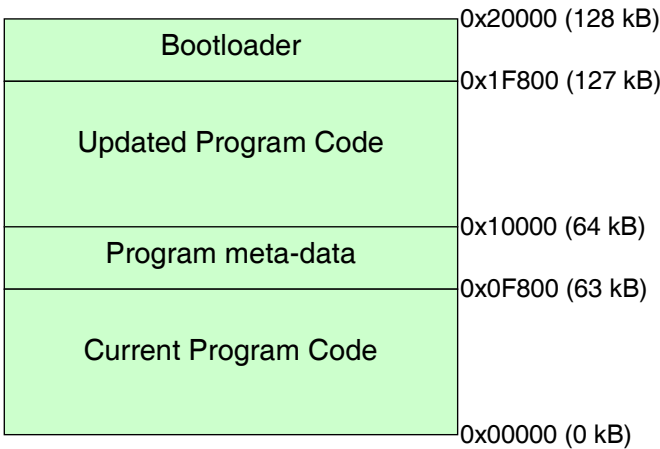 0x20000 (128 kB)
Bootloader
0x1F800 (127 kB)
Updated Program Code
0x10000 (64 kB)
Program meta-data
0x0F800 (63 kB)
Current Program Code
0x00000 (0 kB)